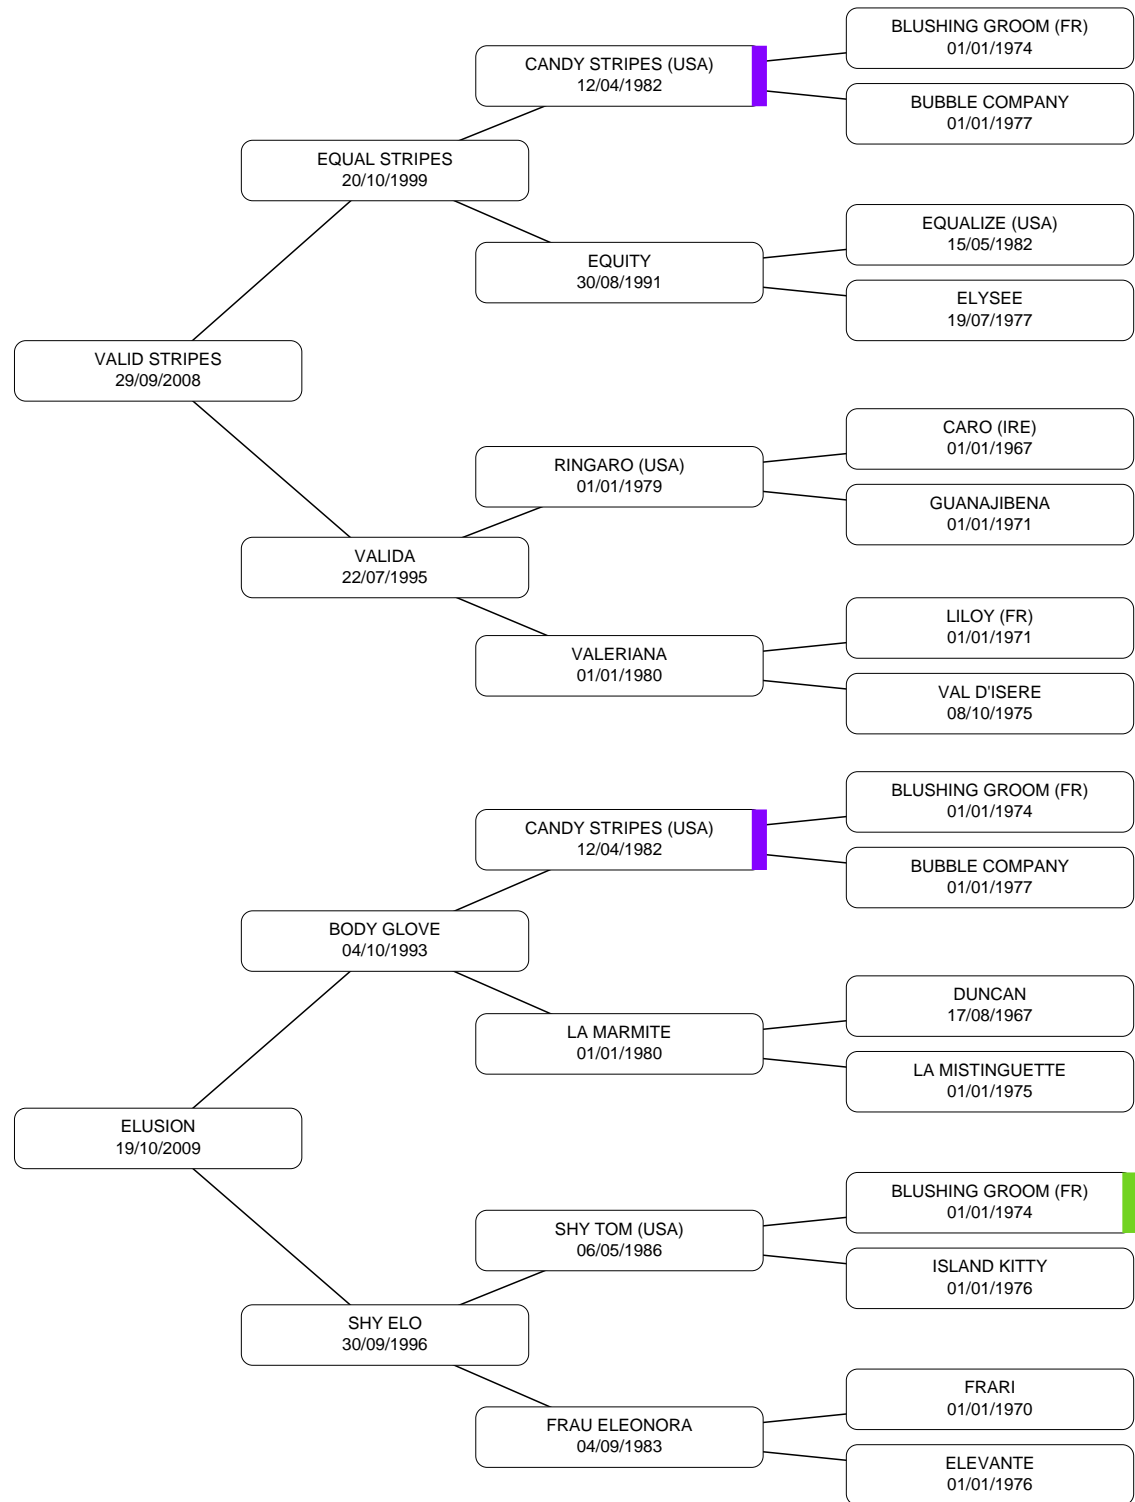 BLUSHING GROOM (FR)
01/01/1974
CANDY STRIPES (USA)
12/04/1982
BUBBLE COMPANY
01/01/1977
EQUAL STRIPES
20/10/1999
EQUALIZE (USA)
15/05/1982
EQUITY
30/08/1991
ELYSEE
19/07/1977
VALID STRIPES
29/09/2008
CARO (IRE)
01/01/1967
RINGARO (USA)
01/01/1979
GUANAJIBENA
01/01/1971
VALIDA
22/07/1995
LILOY (FR)
01/01/1971
VALERIANA
01/01/1980
VAL D'ISERE
08/10/1975
BLUSHING GROOM (FR)
01/01/1974
CANDY STRIPES (USA)
12/04/1982
BUBBLE COMPANY
01/01/1977
BODY GLOVE
04/10/1993
DUNCAN
17/08/1967
LA MARMITE
01/01/1980
LA MISTINGUETTE
01/01/1975
ELUSION
19/10/2009
BLUSHING GROOM (FR)
01/01/1974
SHY TOM (USA)
06/05/1986
ISLAND KITTY
01/01/1976
SHY ELO
30/09/1996
FRARI
01/01/1970
FRAU ELEONORA
04/09/1983
ELEVANTE
01/01/1976